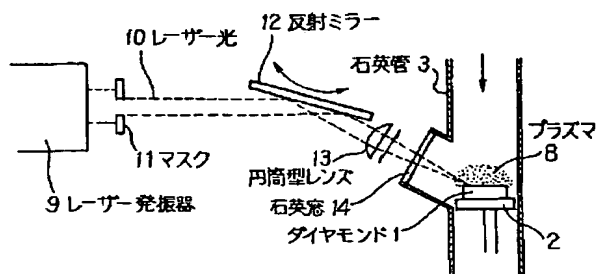 12 反射ミラー
10 レーザー光
石英管 3
プラズマ
8
11 マスク
13
円筒型レンズ
石英窓 14
9 レーザー発振器
ダイヤモンド 1
2